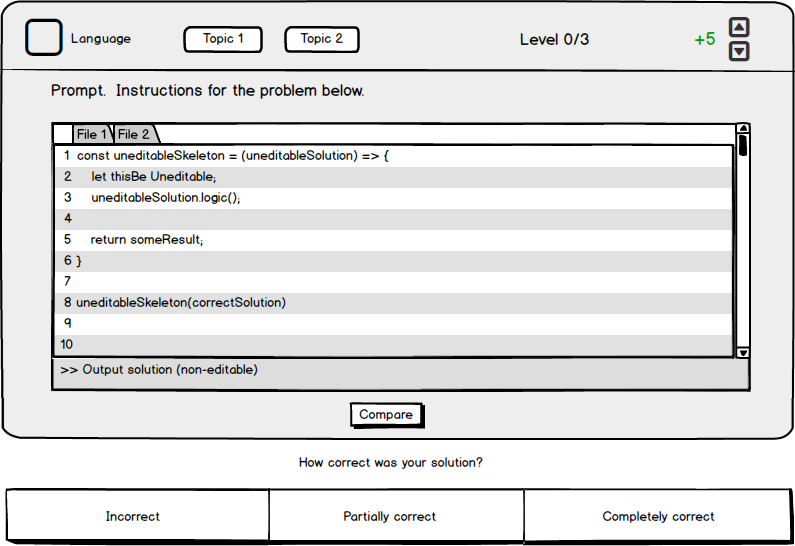 Language Topic 1 Topic 2 Level 0/3 +5
Prompt. Instructions for the problem below.
File 1 File 2
1 const uneditableSkeleton = (uneditableSolution) => {
2 let thisBe Uneditable;
3 uneditableSolution.logic();
4
5 return someResult;
6 }
7
8 uneditableSkeleton(correctSolution)
9
10
>> Output solution (non-editable)
Compare
How correct was your solution?
Incorrect Partially correct Completely correct